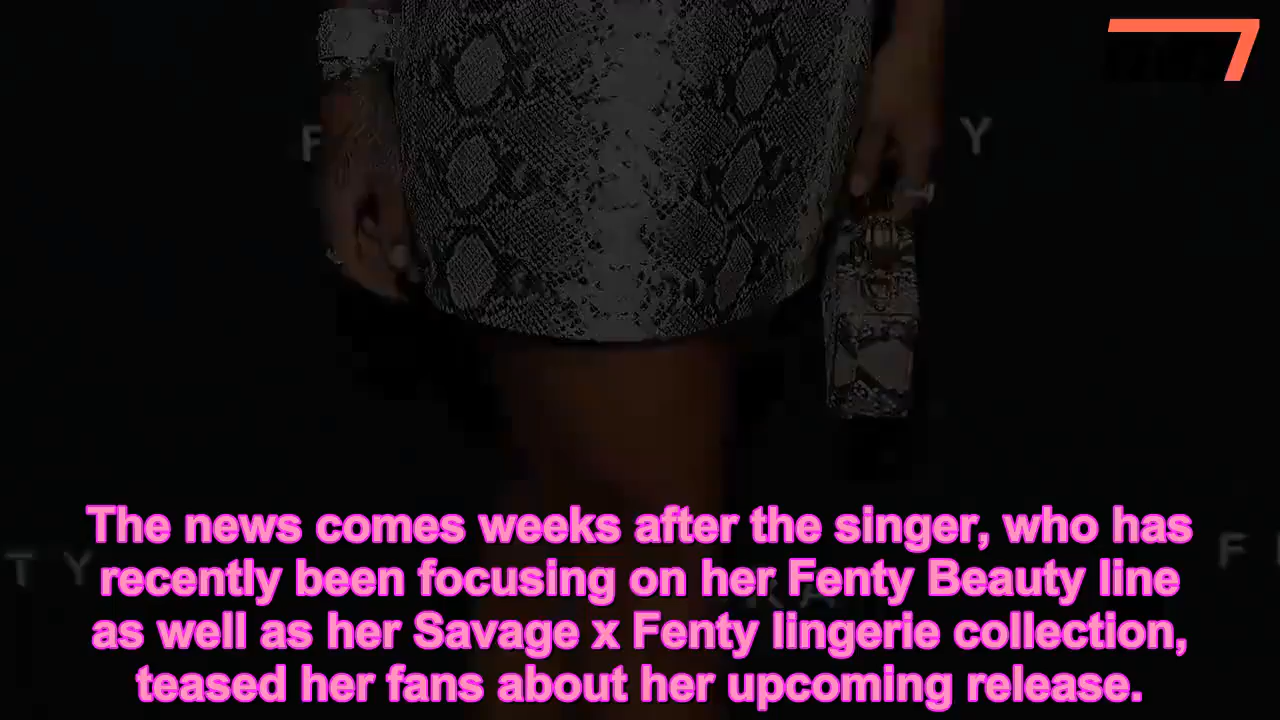 F
Y
The news comes weeks after the singer, who has
recently been focusing on her Fenty Beauty line
T Y
F
as well as her Savage x Fenty lingerie collection,
teased her fans about her upcoming release.